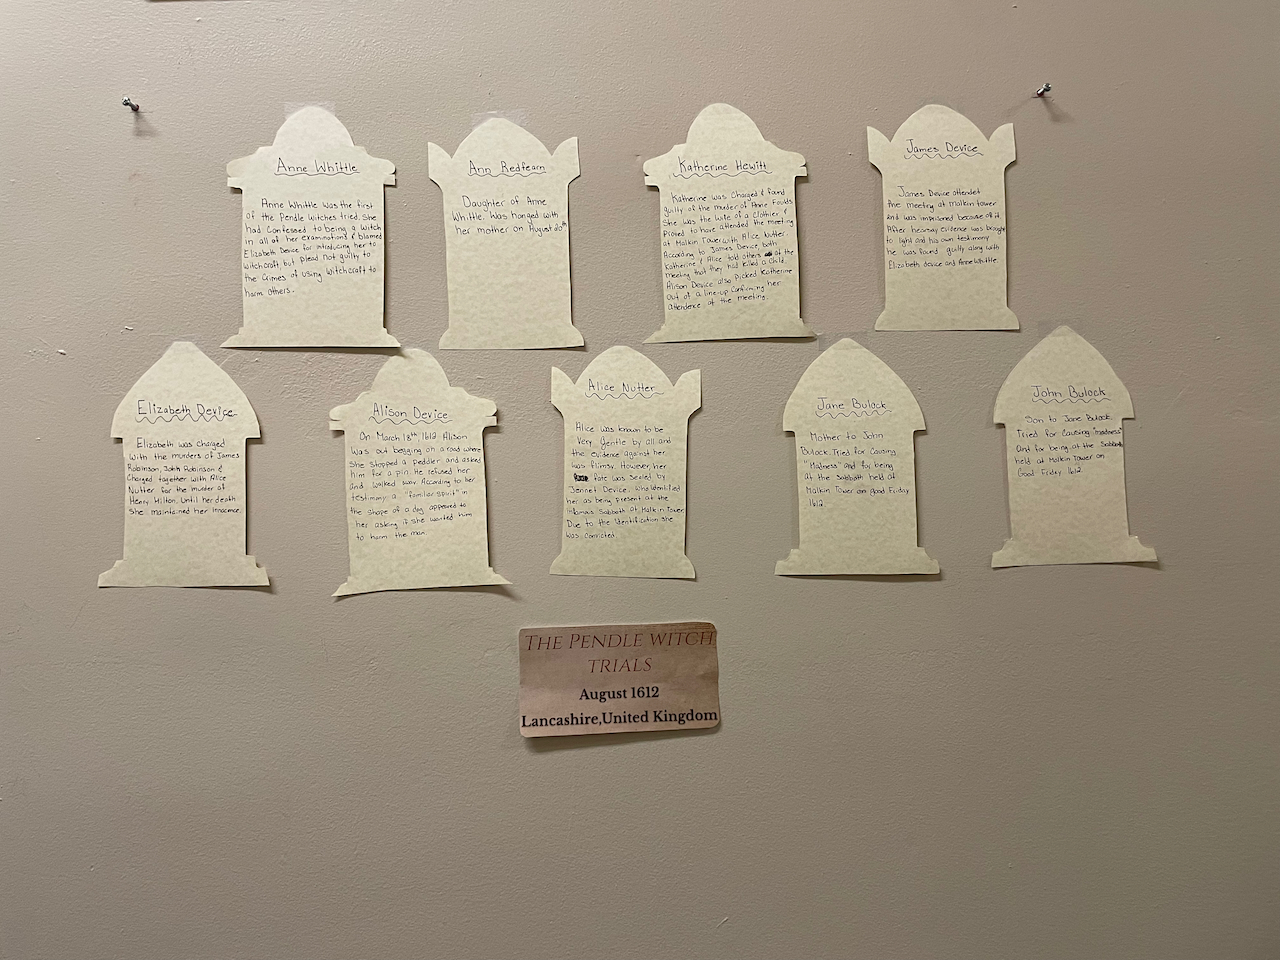 Anne Whittle
Anne Whittle was the first
of the Pendle Witches tried. She
had confessed to being a witch
in all of her examinations & blamed
Elizabeth Device for introducing her to
witchcraft, but plead not guilty to
the crimes of using witchcraft to
harm others.
Ann Redfearn
Daughter of Anne
Whittle. Was hanged with
her mother on August 20th
Katherine Hewitt
Katherine was charged & found
guilty of the murder of Anne Foulds
She was the wife of a clothier &
proved to have attended the meeting
at Malkin Tower with Alice Nutter.
According to James Device both
Katherine & Alice told others at the
meeting that they had killed a child.
Alison Device also picked Katherine
out of a line-up confirming her
attendence at the meeting.
James Device
James Device attended
the meeting at malkin tower
and was imprisoned because of it.
After hearsay evidence was brought
to light and his own testimony
he was found guilty along with
Elizabeth device and Anne Whittle.
Elizabeth Device
Elizabeth was charged
with the murders of James
Robinson, John Robinson &
Charged together with Alice
Nutter for the murder of
Henry Mitton. Until her death
She maintained her innocence.
Alison Device
On March 18th, 1612 Alison
was out begging on a road where
she stopped a peddler and asked
him for a pin. He refused her
and walked away. According to her
testimony a "familiar spirit" in
the shape of a dog appeared to
her asking if she wanted him
to harm the man.
Alice Nutter
Alice was known to be
very gentle by all and
the evidence against her
was flimsy. However, her
fate was sealed by
Jennet Device, who identified
her as being present at the
infamous Sabbath at Malkin Tower
Due to the identification she
was convicted.
Jane Bulock
Mother to John
Bulock. Tried for causing
"Madness" and for being
at the Sabbath held at
Malkin Tower on good Friday
1612.
John Bulock
Son to Jane Bulock.
Tried for causing "madness"
and for being at the Sabbath
held at Malkin Tower on
Good Friday 1612.
THE PENDLE WITCH
TRIALS
August 1612
Lancashire,United Kingdom